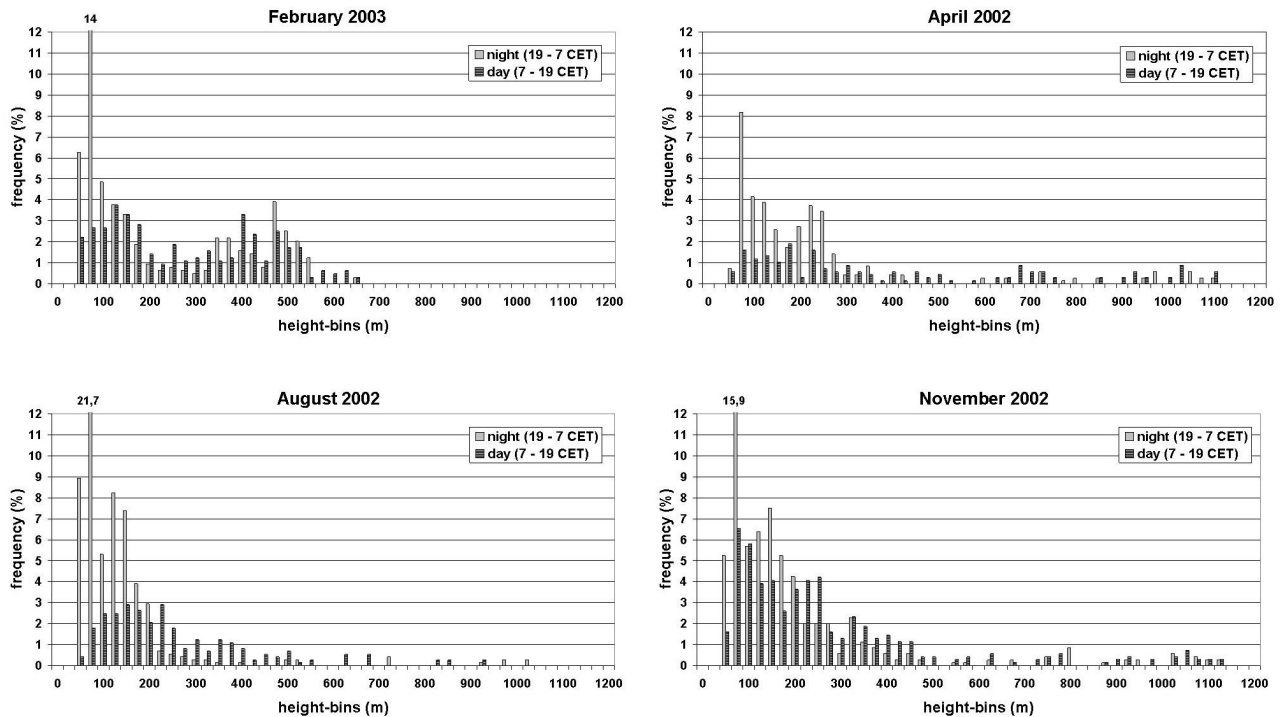 February 2003
14
12
11
10
9
8
7
6
5
4
3
2
1
0
frequency (%)
night (19 - 7 CET)
day (7 - 19 CET)
0 100 200 300 400 500 600 700 800 900 1000 1100 1200
height-bins (m)
April 2002
12
11
10
9
8
7
6
5
4
3
2
1
0
frequency (%)
night (19 - 7 CET)
day (7 - 19 CET)
0 100 200 300 400 500 600 700 800 900 1000 1100 1200
height-bins (m)
August 2002
21,7
12
11
10
9
8
7
6
5
4
3
2
1
0
frequency (%)
night (19 - 7 CET)
day (7 - 19 CET)
0 100 200 300 400 500 600 700 800 900 1000 1100 1200
height-bins (m)
November 2002
15,9
12
11
10
9
8
7
6
5
4
3
2
1
0
frequency (%)
night (19 - 7 CET)
day (7 - 19 CET)
0 100 200 300 400 500 600 700 800 900 1000 1100 1200
height-bins (m)